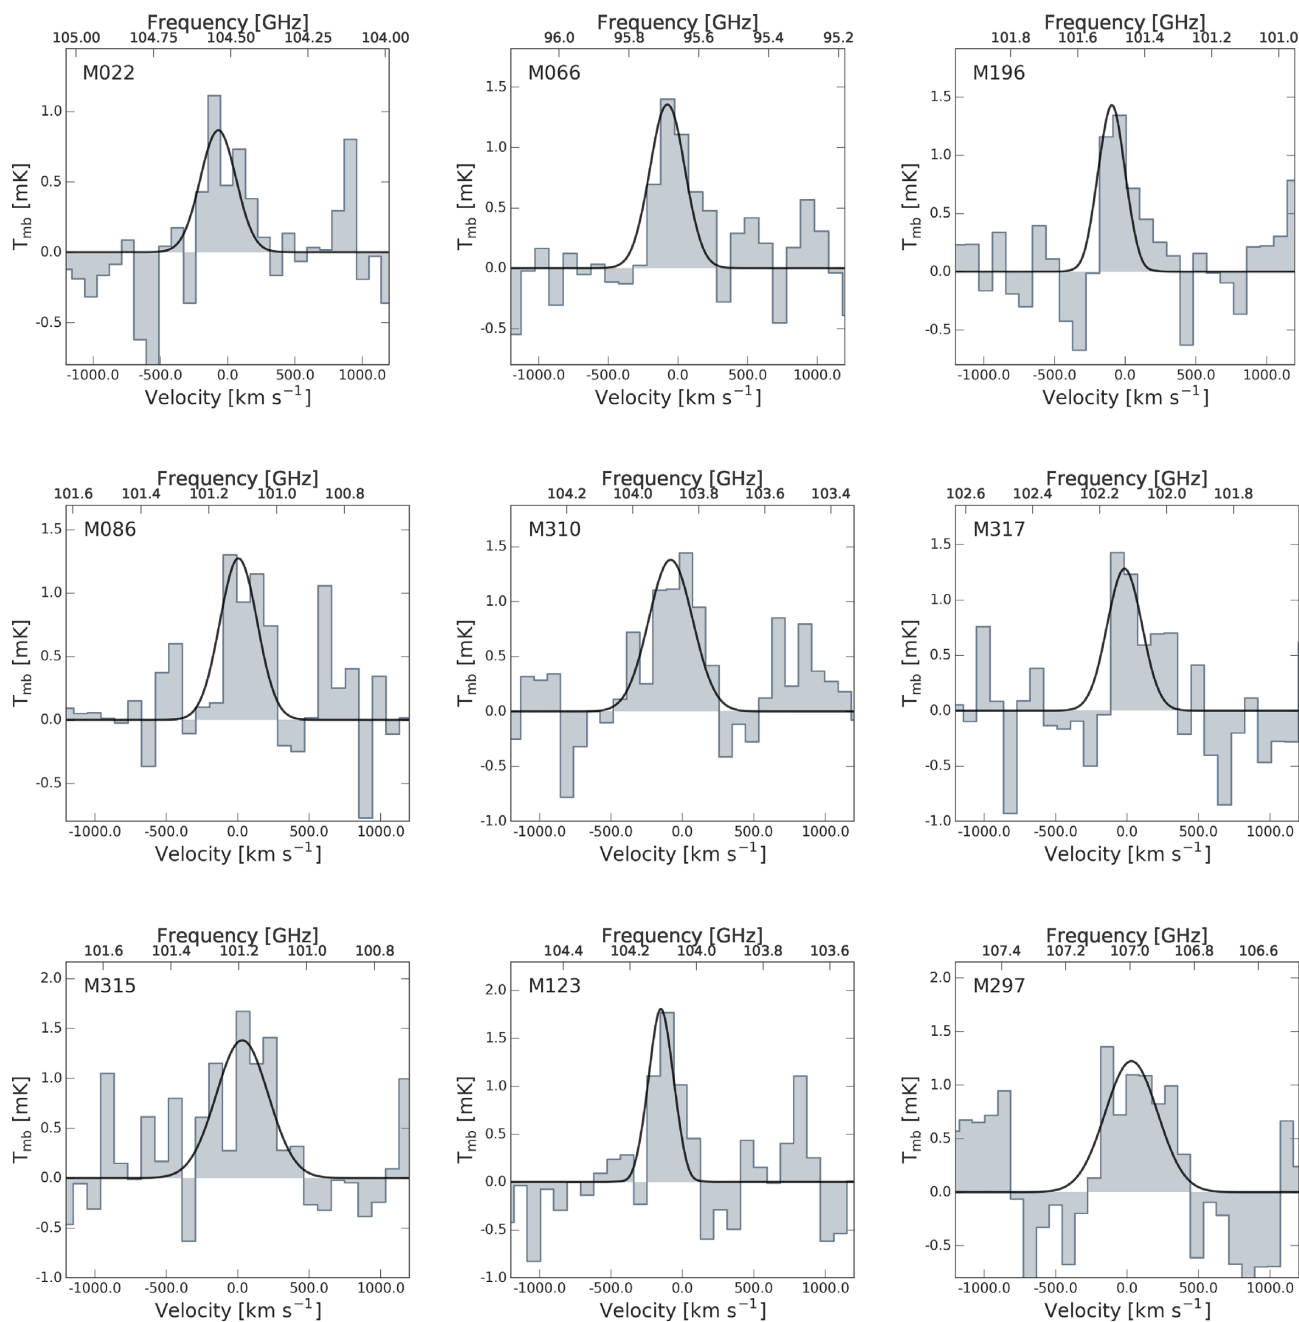 Frequency [GHz] Frequency [GHz] Frequency [GHz]
105.00 104.75 104.50 104.25 104.00 96.0 95.8 95.6 95.4 95.2 101.8 101.6 101.4 101.2 101.0
M022 M066 M196
1.0 0.5 0.0 -0.5 1.5 1.0 0.5 0.0 -0.5 1.5 1.0 0.5 0.0 -0.5
Tmb [mK] Tmb [mK] Tmb [mK]
-1000.0 -500.0 0.0 500.0 1000.0 -1000.0 -500.0 0.0 500.0 1000.0 -1000.0 -500.0 0.0 500.0 1000.0
Velocity [km s−1] Velocity [km s−1] Velocity [km s−1]
Frequency [GHz] Frequency [GHz] Frequency [GHz]
101.6 101.4 101.2 101.0 100.8 104.2 104.0 103.8 103.6 103.4 102.6 102.4 102.2 102.0 101.8
M086 M310 M317
1.5 1.0 0.5 0.0 -0.5 1.5 1.0 0.5 0.0 -0.5 -1.0 1.5 1.0 0.5 0.0 -0.5 -1.0
Tmb [mK] Tmb [mK] Tmb [mK]
-1000.0 -500.0 0.0 500.0 1000.0 -1000.0 -500.0 0.0 500.0 1000.0 -1000.0 -500.0 0.0 500.0 1000.0
Velocity [km s−1] Velocity [km s−1] Velocity [km s−1]
Frequency [GHz] Frequency [GHz] Frequency [GHz]
101.6 101.4 101.2 101.0 100.8 104.4 104.2 104.0 103.8 103.6 107.4 107.2 107.0 106.8 106.6
M315 M123 M297
2.0 1.5 1.0 0.5 0.0 -0.5 -1.0 2.0 1.5 1.0 0.5 0.0 -0.5 -1.0 2.0 1.5 1.0 0.5 0.0 -0.5
Tmb [mK] Tmb [mK] Tmb [mK]
-1000.0 -500.0 0.0 500.0 1000.0 -1000.0 -500.0 0.0 500.0 1000.0 -1000.0 -500.0 0.0 500.0 1000.0
Velocity [km s−1] Velocity [km s−1] Velocity [km s−1]